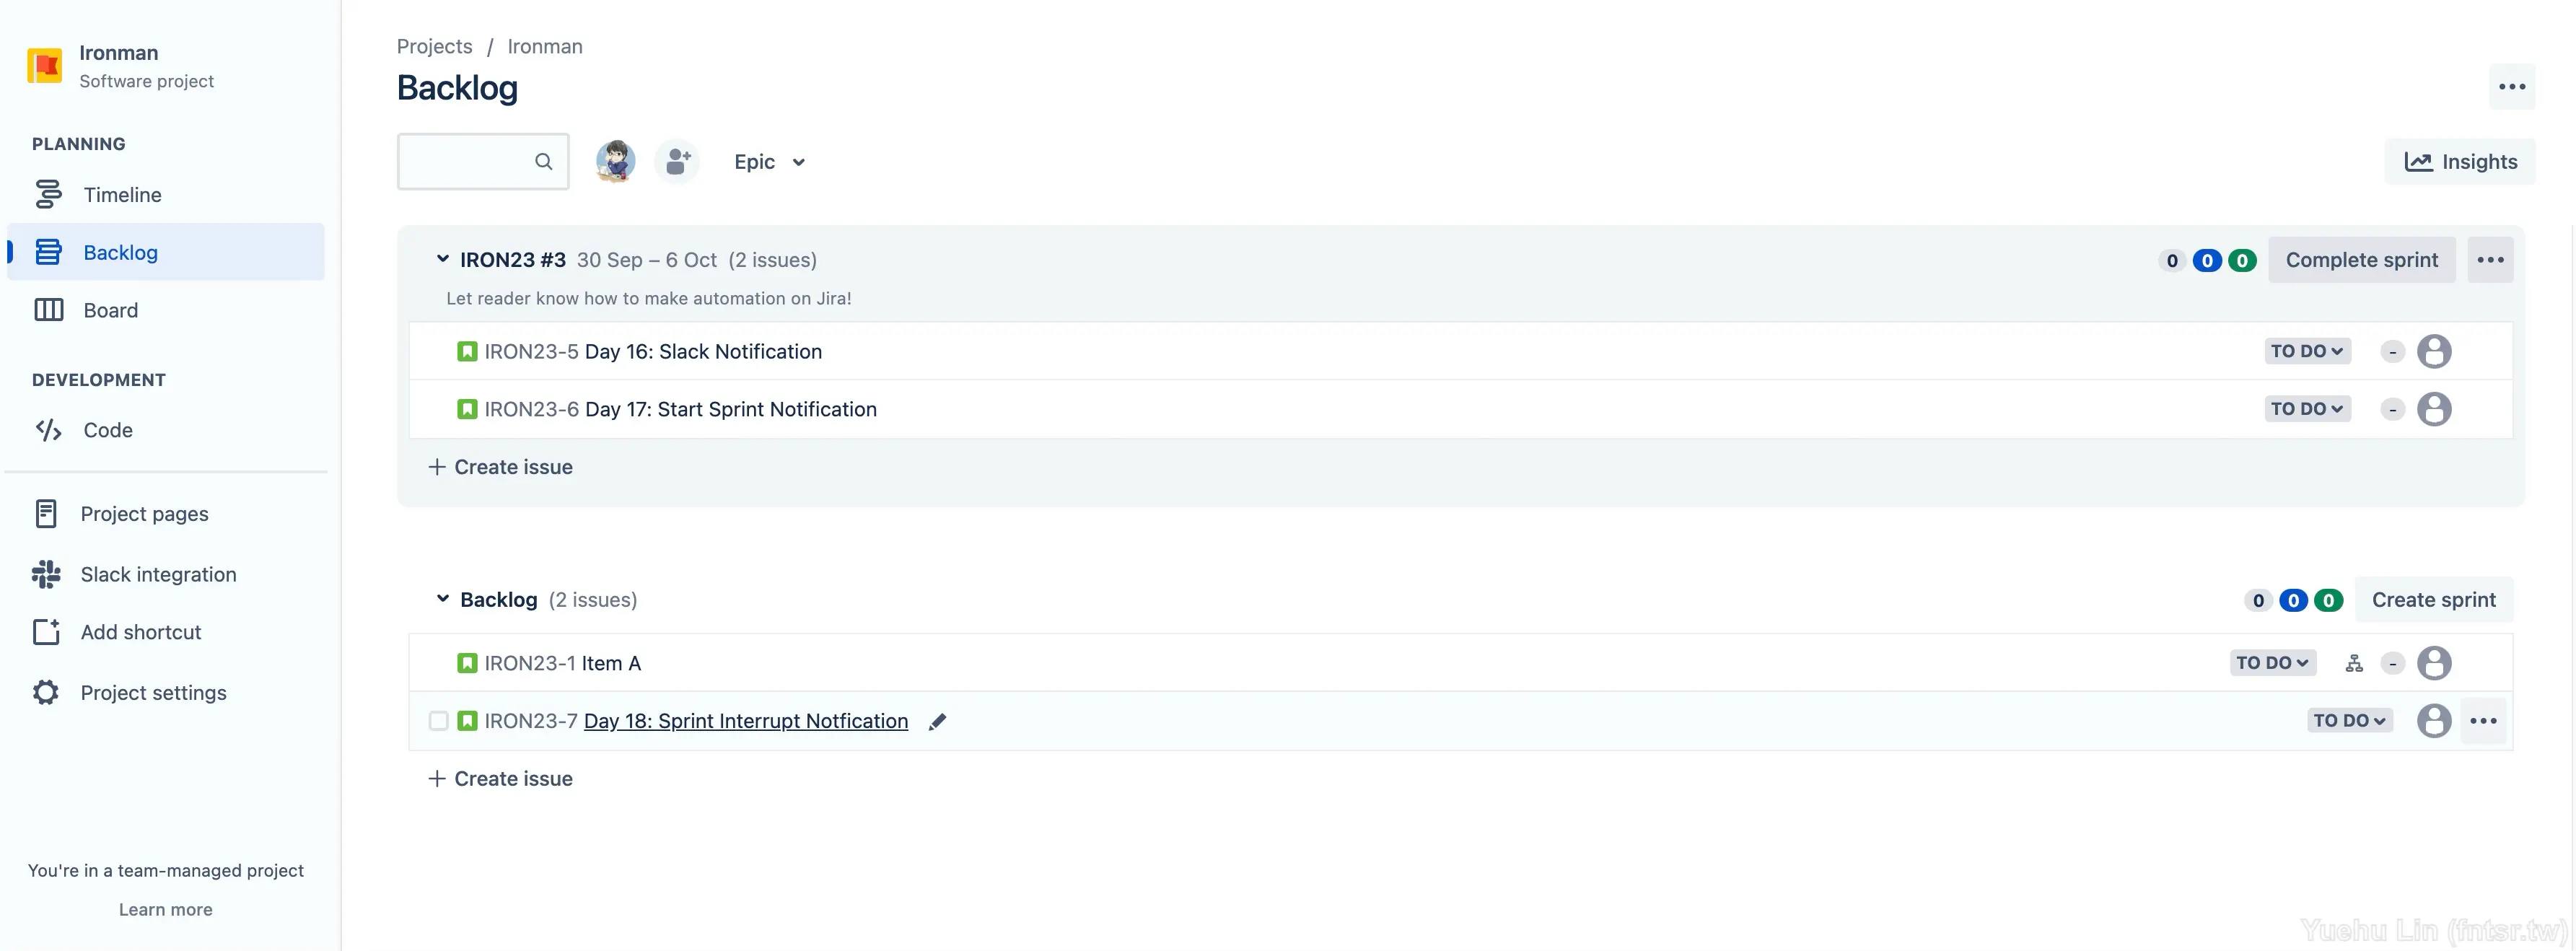 Ironman
Software project
PLANNING
Timeline
Backlog
Board
DEVELOPMENT
Code
Project pages
Slack integration
Add shortcut
Project settings
You're in a team-managed project
Learn more
Projects / Ironman
Backlog
Epic
Insights
IRON23 #3 30 Sep – 6 Oct (2 issues) 0 0 0 Complete sprint
Let reader know how to make automation on Jira!
IRON23-5 Day 16: Slack Notification TO DO -
IRON23-6 Day 17: Start Sprint Notification TO DO -
+ Create issue
Backlog (2 issues) 0 0 0 Create sprint
IRON23-1 Item A TO DO -
IRON23-7 Day 18: Sprint Interrupt Notfication TO DO
+ Create issue
Yuehu Lin (fntsr.tw)